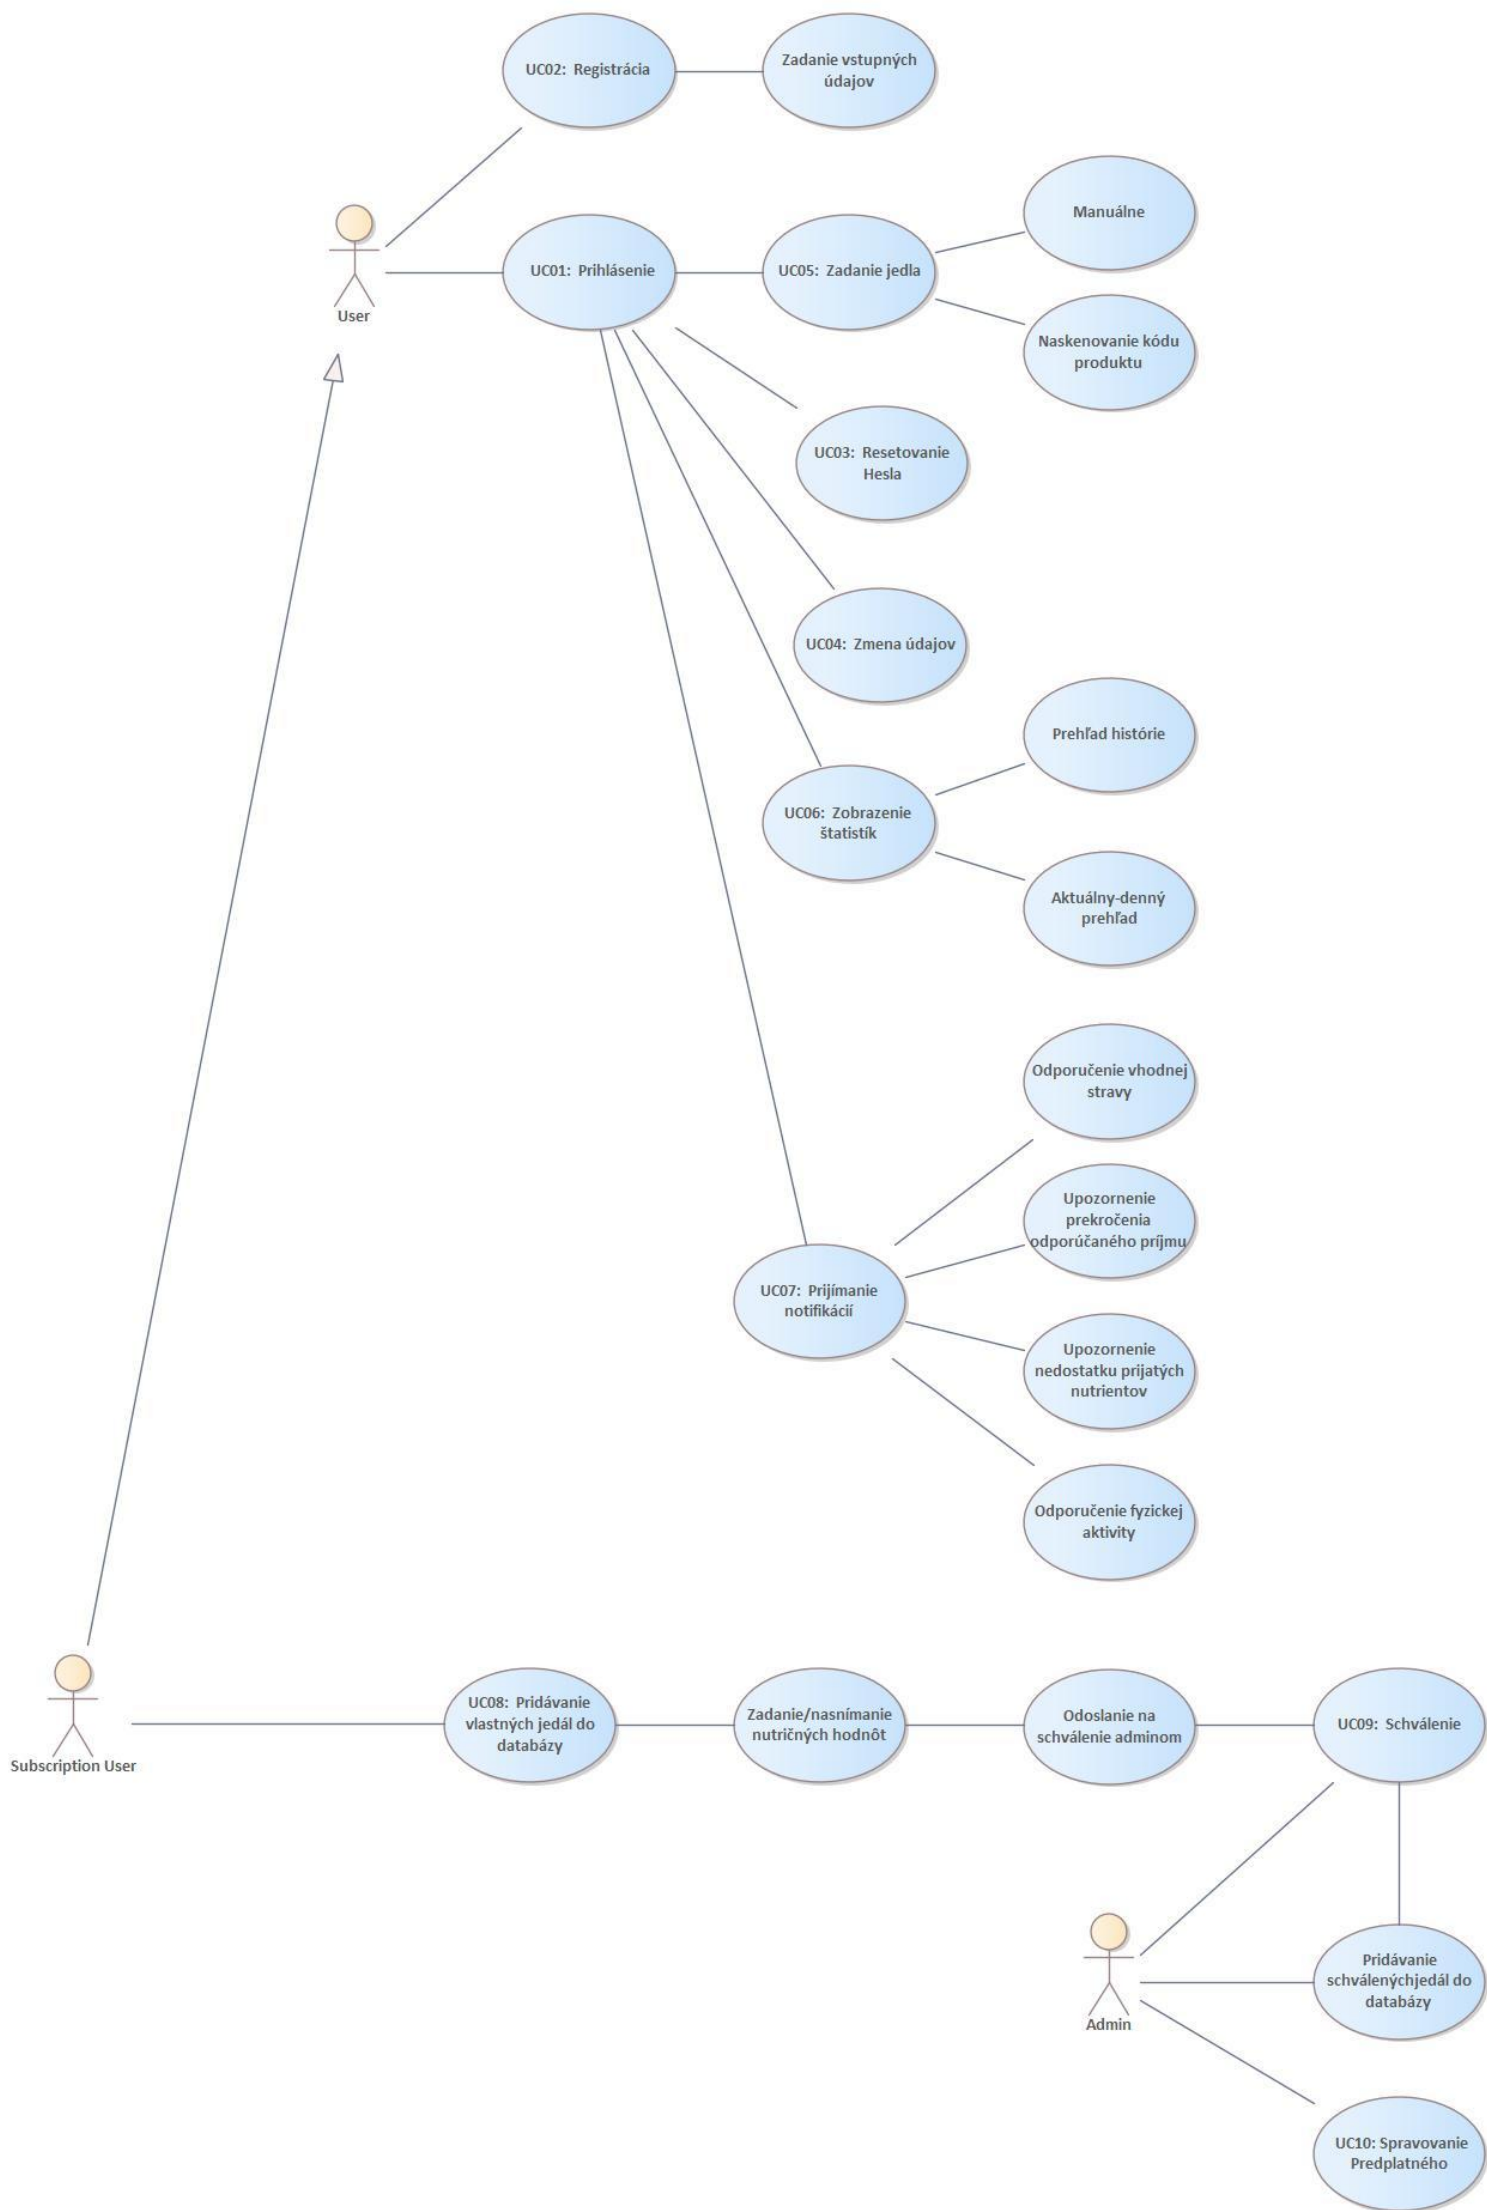 UC02:  Registrácia
Zadanie vstupných
údajov
Manuálne
User
UC01:  Prihlásenie
UC05:  Zadanie jedla
Naskenovanie kódu
produktu
UC03:  Resetovanie
Hesla
UC04:  Zmena údajov
Prehľad histórie
UC06:  Zobrazenie
štatistík
Aktuálny-denný
prehľad
Odporučenie vhodnej
stravy
Upozornenie
prekročenia
odporúčaného príjmu
UC07:  Prijímanie
notifikácií
Upozornenie
nedostatku prijatých
nutrientov
Odporučenie fyzickej
aktivity
Subscription User
UC08:  Pridávanie
vlastných jedál do
databázy
Zadanie/nasnímanie
nutričných hodnôt
Odoslanie na
schválenie adminom
UC09:  Schválenie
Admin
Pridávanie
schválenýchjedál do
databázy
UC10: Spravovanie
Predplatného